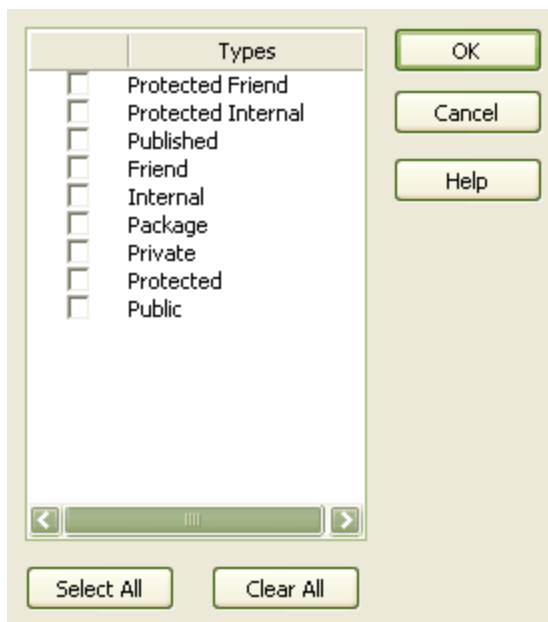 Types
Protected Friend
Protected Internal
Published
Friend
Internal
Package
Private
Protected
Public
OK
Cancel
Help
Select All
Clear All